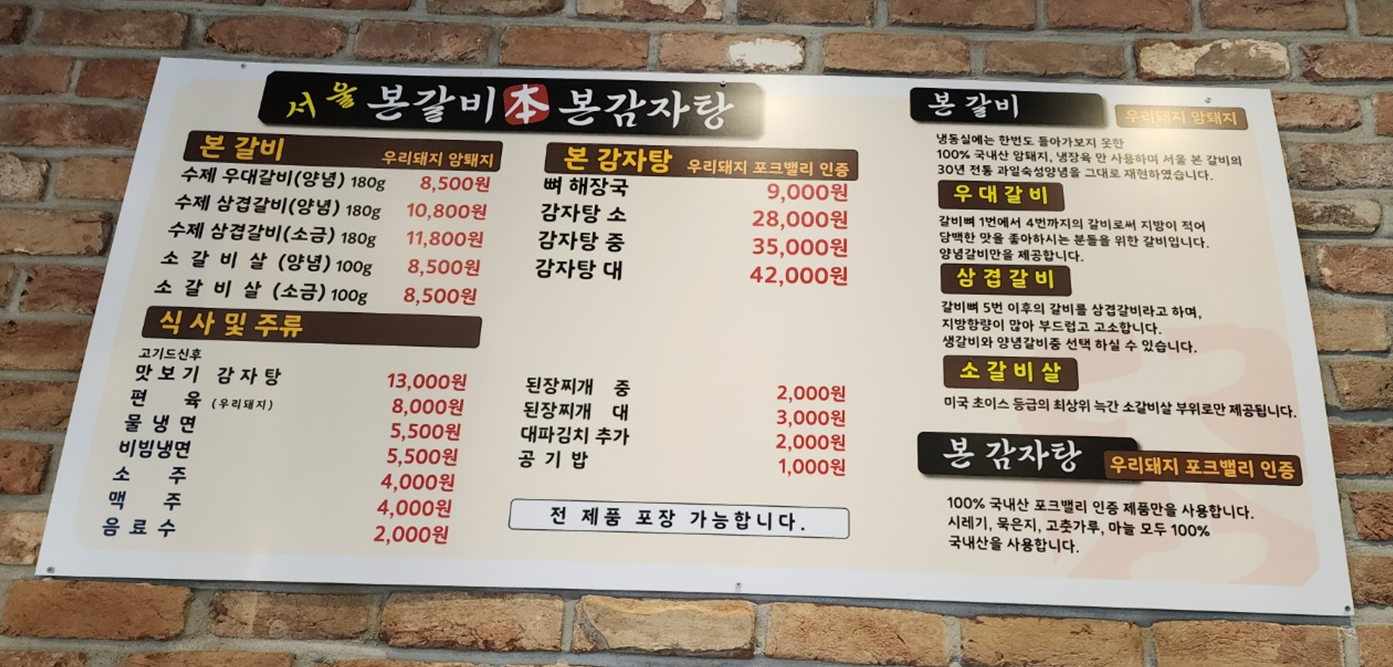 서울 본갈비 本 본감자탕
본 갈비 우리돼지 암퇘지
수제 우대갈비(양념) 180g 8,500원
수제 삼겹갈비(양념) 180g 10,800원
수제 삼겹갈비(소금) 180g 11,800원
소 갈 비 살 (양념) 100g 8,500원
소 갈 비 살 (소금) 100g 8,500원
식 사 및 주류
고기드신후
맛 보 기 감 자 탕 13,000원
편 육 (우리돼지) 8,000원
물 냉 면 5,500원
비빔냉면 5,500원
소 주 4,000원
맥 주 4,000원
음 료 수 2,000원
본 감자탕 우리돼지 포크밸리 인증
뼈 해장국 9,000원
감자탕 소 28,000원
감자탕 중 35,000원
감자탕 대 42,000원
된장찌개 중 2,000원
된장찌개 대 3,000원
대파김치 추가 2,000원
공 기 밥 1,000원
전 제품 포장 가능합니다.
본 갈비 우리돼지 암퇘지
냉동실에는 한번도 들아가보지 못한
100% 국내산 암퇘지, 냉장육 만 사용하며 서울 본 갈비의
30년 전통 과일숙성양념을 그대로 재현하였습니다.
우 대 갈 비
갈비뼈 1번에서 4번까지의 갈비로써 지방이 적어
담백한 맛을 좋아하시는 분들을 위한 갈비입니다.
양념갈비만을 제공합니다.
삼 겹 갈 비
갈비뼈 5번 이후의 갈비를 삼겹갈비라고 하며,
지방함량이 많아 부드럽고 고소합니다.
생갈비와 양념갈비중 선택 하실 수 있습니다.
소 갈 비 살
미국 초이스 등급의 최상위 늑간 소갈비살 부위로만 제공됩니다.
본 감자탕 우리돼지 포크밸리 인증
100% 국내산 포크밸리 인증 제품만을 사용합니다.
시레기, 묵은지, 고춧가루, 마늘 모두 100%
국내산을 사용합니다.